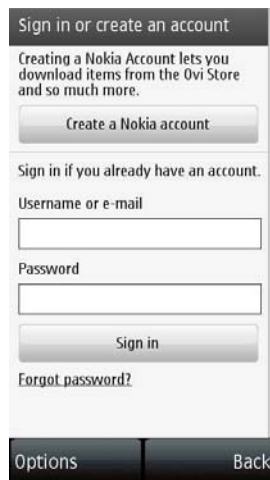 Sign in or create an account
Creating a Nokia Account lets you
download items from the Ovi Store
and so much more.
Create a Nokia account
Sign in if you already have an account.
Username or e-mail
Password
Sign in
Forgot password?
Options Back